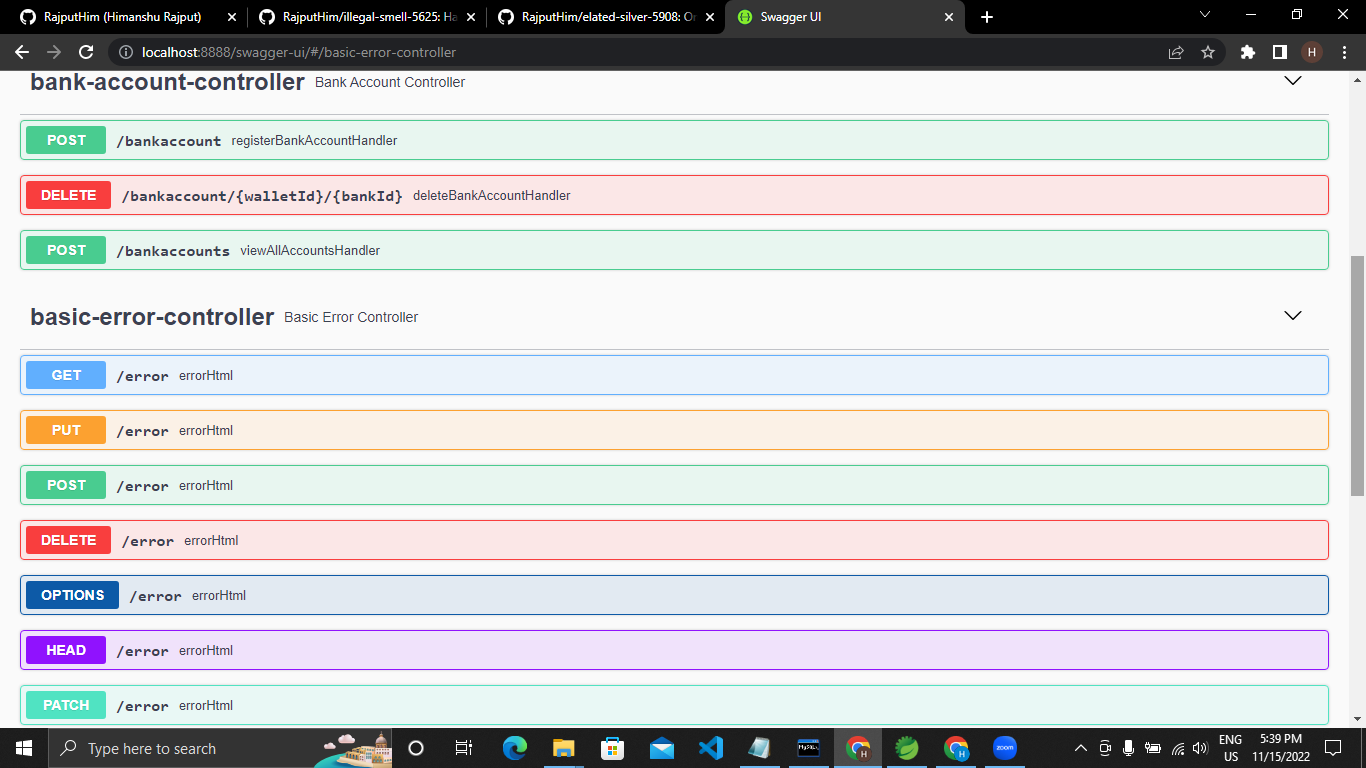 RajputHim (Himanshu Rajput)
RajputHim/illegal-smell-5625: Ha
RajputHim/elated-silver-5908: On
Swagger UI
localhost:8888/swagger-ui/#/basic-error-controller
H
bank-account-controller Bank Account Controller
POST /bankaccount registerBankAccountHandler
DELETE /bankaccount/{walletId}/{bankId} deleteBankAccountHandler
POST /bankaccounts viewAllAccountsHandler
basic-error-controller Basic Error Controller
GET /error errorHtml
PUT /error errorHtml
POST /error errorHtml
DELETE /error errorHtml
OPTIONS /error errorHtml
HEAD /error errorHtml
PATCH /error errorHtml
Type here to search
MySQL
H
H
zoom
ENG
US
5:39 PM
11/15/2022